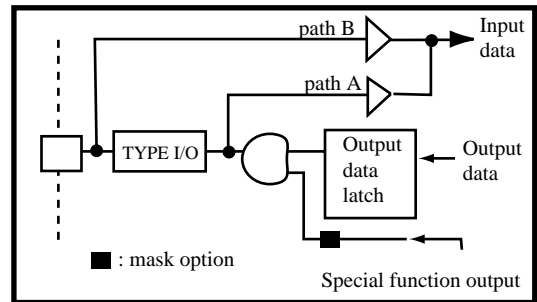 path B
Input
data
path A
TYPE I/O
Output
data
latch
Output
data
: mask option
Special function output